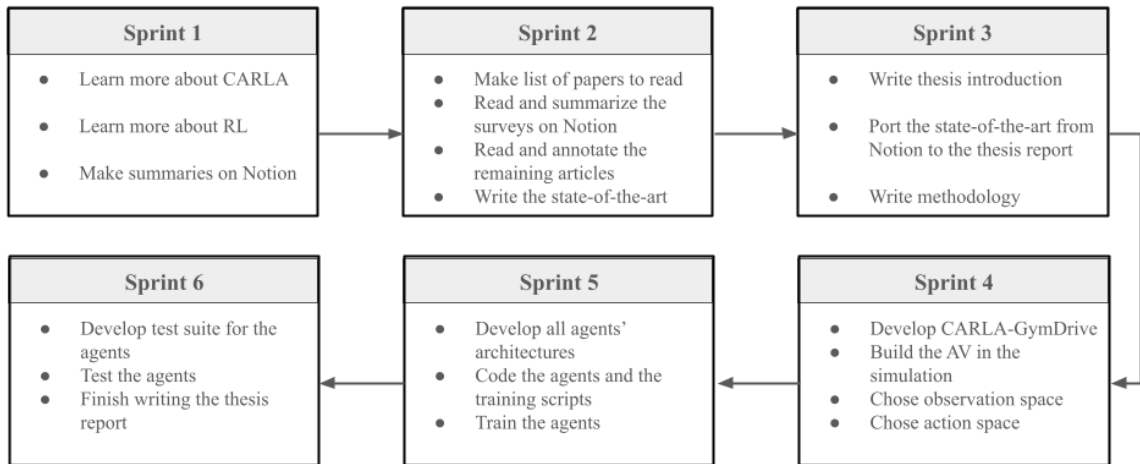 Sprint 1
● Learn more about CARLA
● Learn more about RL
● Make summaries on Notion
Sprint 2
● Make list of papers to read
● Read and summarize the
surveys on Notion
● Read and annotate the
remaining articles
● Write the state-of-the-art
Sprint 3
● Write thesis introduction
● Port the state-of-the-art from
Notion to the thesis report
● Write methodology
Sprint 4
● Develop CARLA-GymDrive
● Build the AV in the
simulation
● Chose observation space
● Chose action space
Sprint 5
● Develop all agents’
architectures
● Code the agents and the
training scripts
● Train the agents
Sprint 6
● Develop test suite for the
agents
● Test the agents
● Finish writing the thesis
report